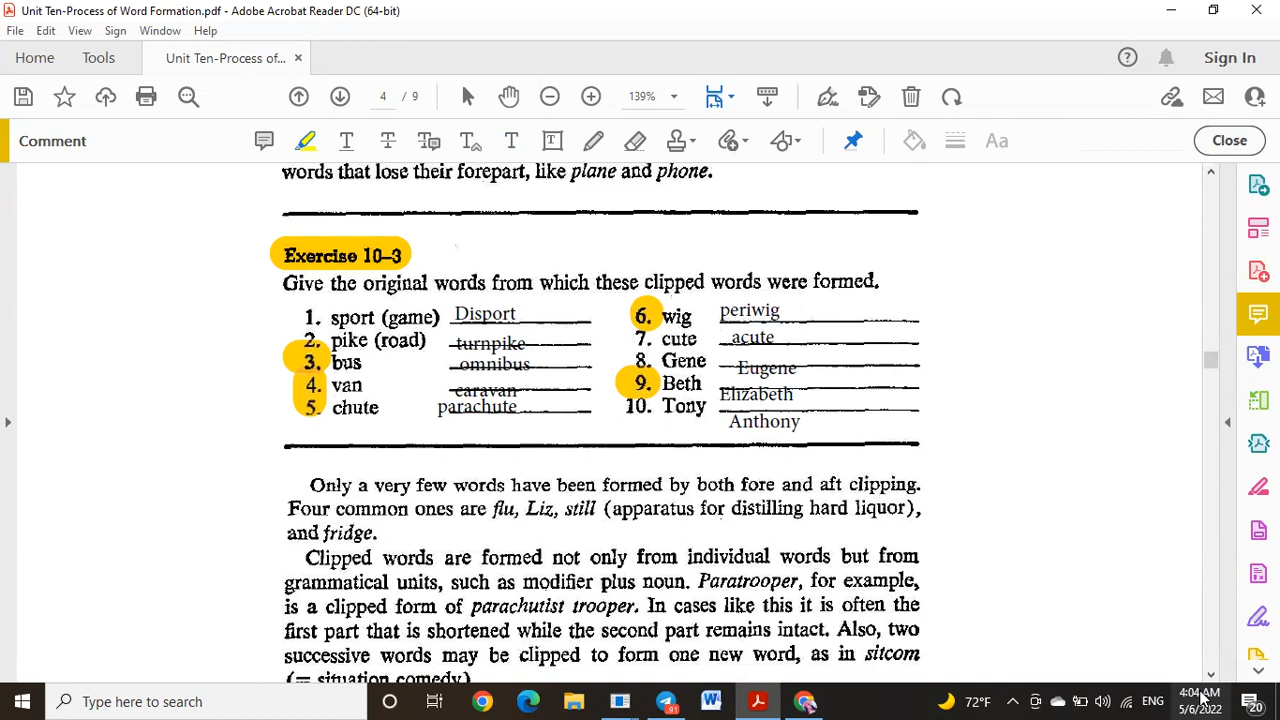 Unit Ten-Process of Word Formation.pdf - Adobe Acrobat Reader DC (64-bit)
File Edit View Sign Window Help
Home Tools Unit Ten-Process of... × Sign In
4 / 9 139%
Comment Close
words that lose their forepart, like plane and phone.
Exercise 10–3
Give the original words from which these clipped words were formed.
1. sport (game) Disport 6. wig periwig
2. pike (road) turnpike 7. cute acute
3. bus omnibus 8. Gene Eugene
4. van caravan 9. Beth Elizabeth
5. chute parachute 10. Tony Anthony
Only a very few words have been formed by both fore and aft clipping.
Four common ones are flu, Liz, still (apparatus for distilling hard liquor),
and fridge.
Clipped words are formed not only from individual words but from
grammatical units, such as modifier plus noun. Paratrooper, for example,
is a clipped form of parachutist trooper. In cases like this it is often the
first part that is shortened while the second part remains intact. Also, two
successive words may be clipped to form one new word, as in sitcom
(= situation comedy)
Type here to search 91 72°F ENG 4:04 AM
5/6/2022 20